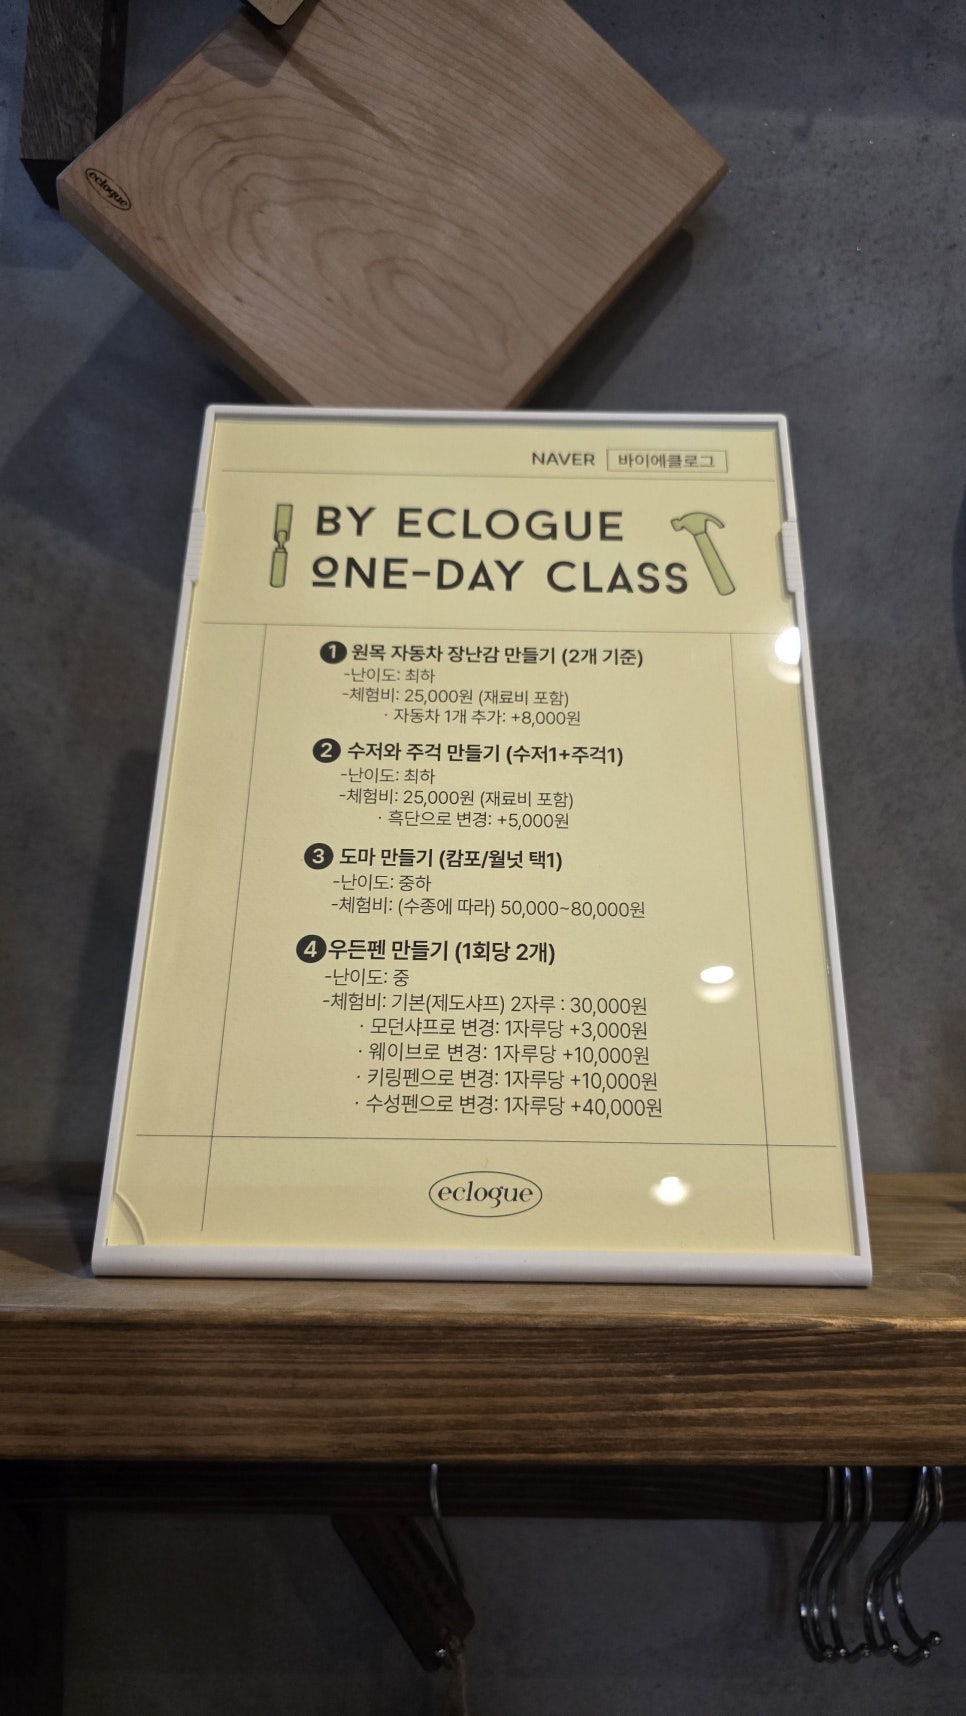 eclogue
NAVER 바이에클로그
BY ECLOGUE
ONE-DAY CLASS
1 원목 자동차 장난감 만들기 (2개 기준)
-난이도: 최하
-체험비: 25,000원 (재료비 포함)
· 자동차 1개 추가: +8,000원
2 수저와 주걱 만들기 (수저1+주걱1)
-난이도: 최하
-체험비: 25,000원 (재료비 포함)
· 흑단으로 변경: +5,000원
3 도마 만들기 (캄포/월넛 택1)
-난이도: 중하
-체험비: (수종에 따라) 50,000~80,000원
4 우든펜 만들기 (1회당 2개)
-난이도: 중
-체험비: 기본(제도샤프) 2자루 : 30,000원
· 모던샤프로 변경: 1자루당 +3,000원
· 웨이브로 변경: 1자루당 +10,000원
· 키링펜으로 변경: 1자루당 +10,000원
· 수성펜으로 변경: 1자루당 +40,000원
eclogue